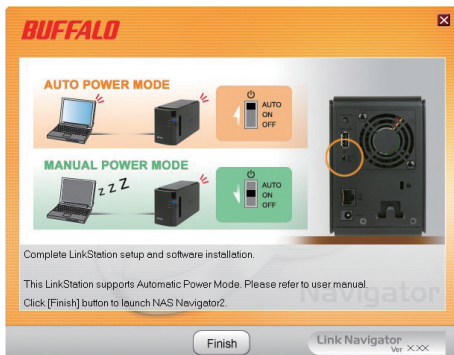 BUFFALO
AUTO POWER MODE
AUTO
ON
OFF
MANUAL POWER MODE
zzZ
AUTO
ON
OFF
Complete LinkStation setup and software installation.
This LinkStation supports Automatic Power Mode. Please refer to user manual.
Click [Finish] button to launch NAS Navigator2.
Navigator
Finish
Link Navigator
Ver X.XX